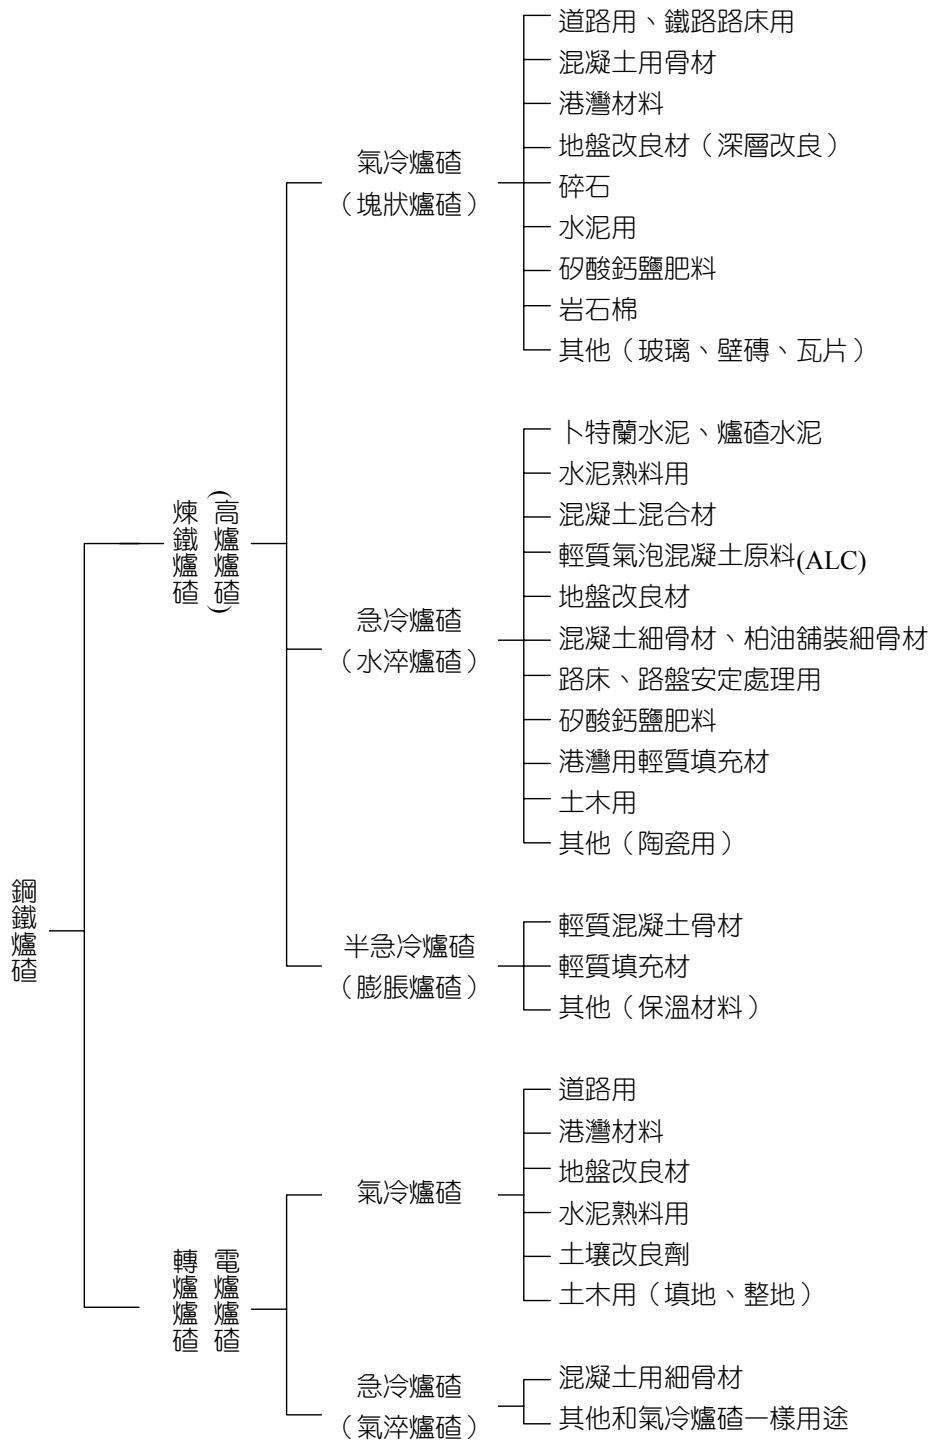 鋼鐵爐碴
煉鐵爐碴
(高爐爐碴)
氣冷爐碴
（塊狀爐碴）
道路用、鐵路路床用
混凝土用骨材
港灣材料
地盤改良材（深層改良）
碎石
水泥用
矽酸鈣鹽肥料
岩石棉
其他（玻璃、壁磚、瓦片）
急冷爐碴
（水淬爐碴）
卜特蘭水泥、爐碴水泥
水泥熟料用
混凝土混合材
輕質氣泡混凝土原料(ALC)
地盤改良材
混凝土細骨材、柏油舖裝細骨材
路床、路盤安定處理用
矽酸鈣鹽肥料
港灣用輕質填充材
土木用
其他（陶瓷用）
半急冷爐碴
（膨脹爐碴）
輕質混凝土骨材
輕質填充材
其他（保溫材料）
轉爐爐碴
電爐爐碴
氣冷爐碴
道路用
港灣材料
地盤改良材
水泥熟料用
土壤改良劑
土木用（填地、整地）
急冷爐碴
（氣淬爐碴）
混凝土用細骨材
其他和氣冷爐碴一樣用途